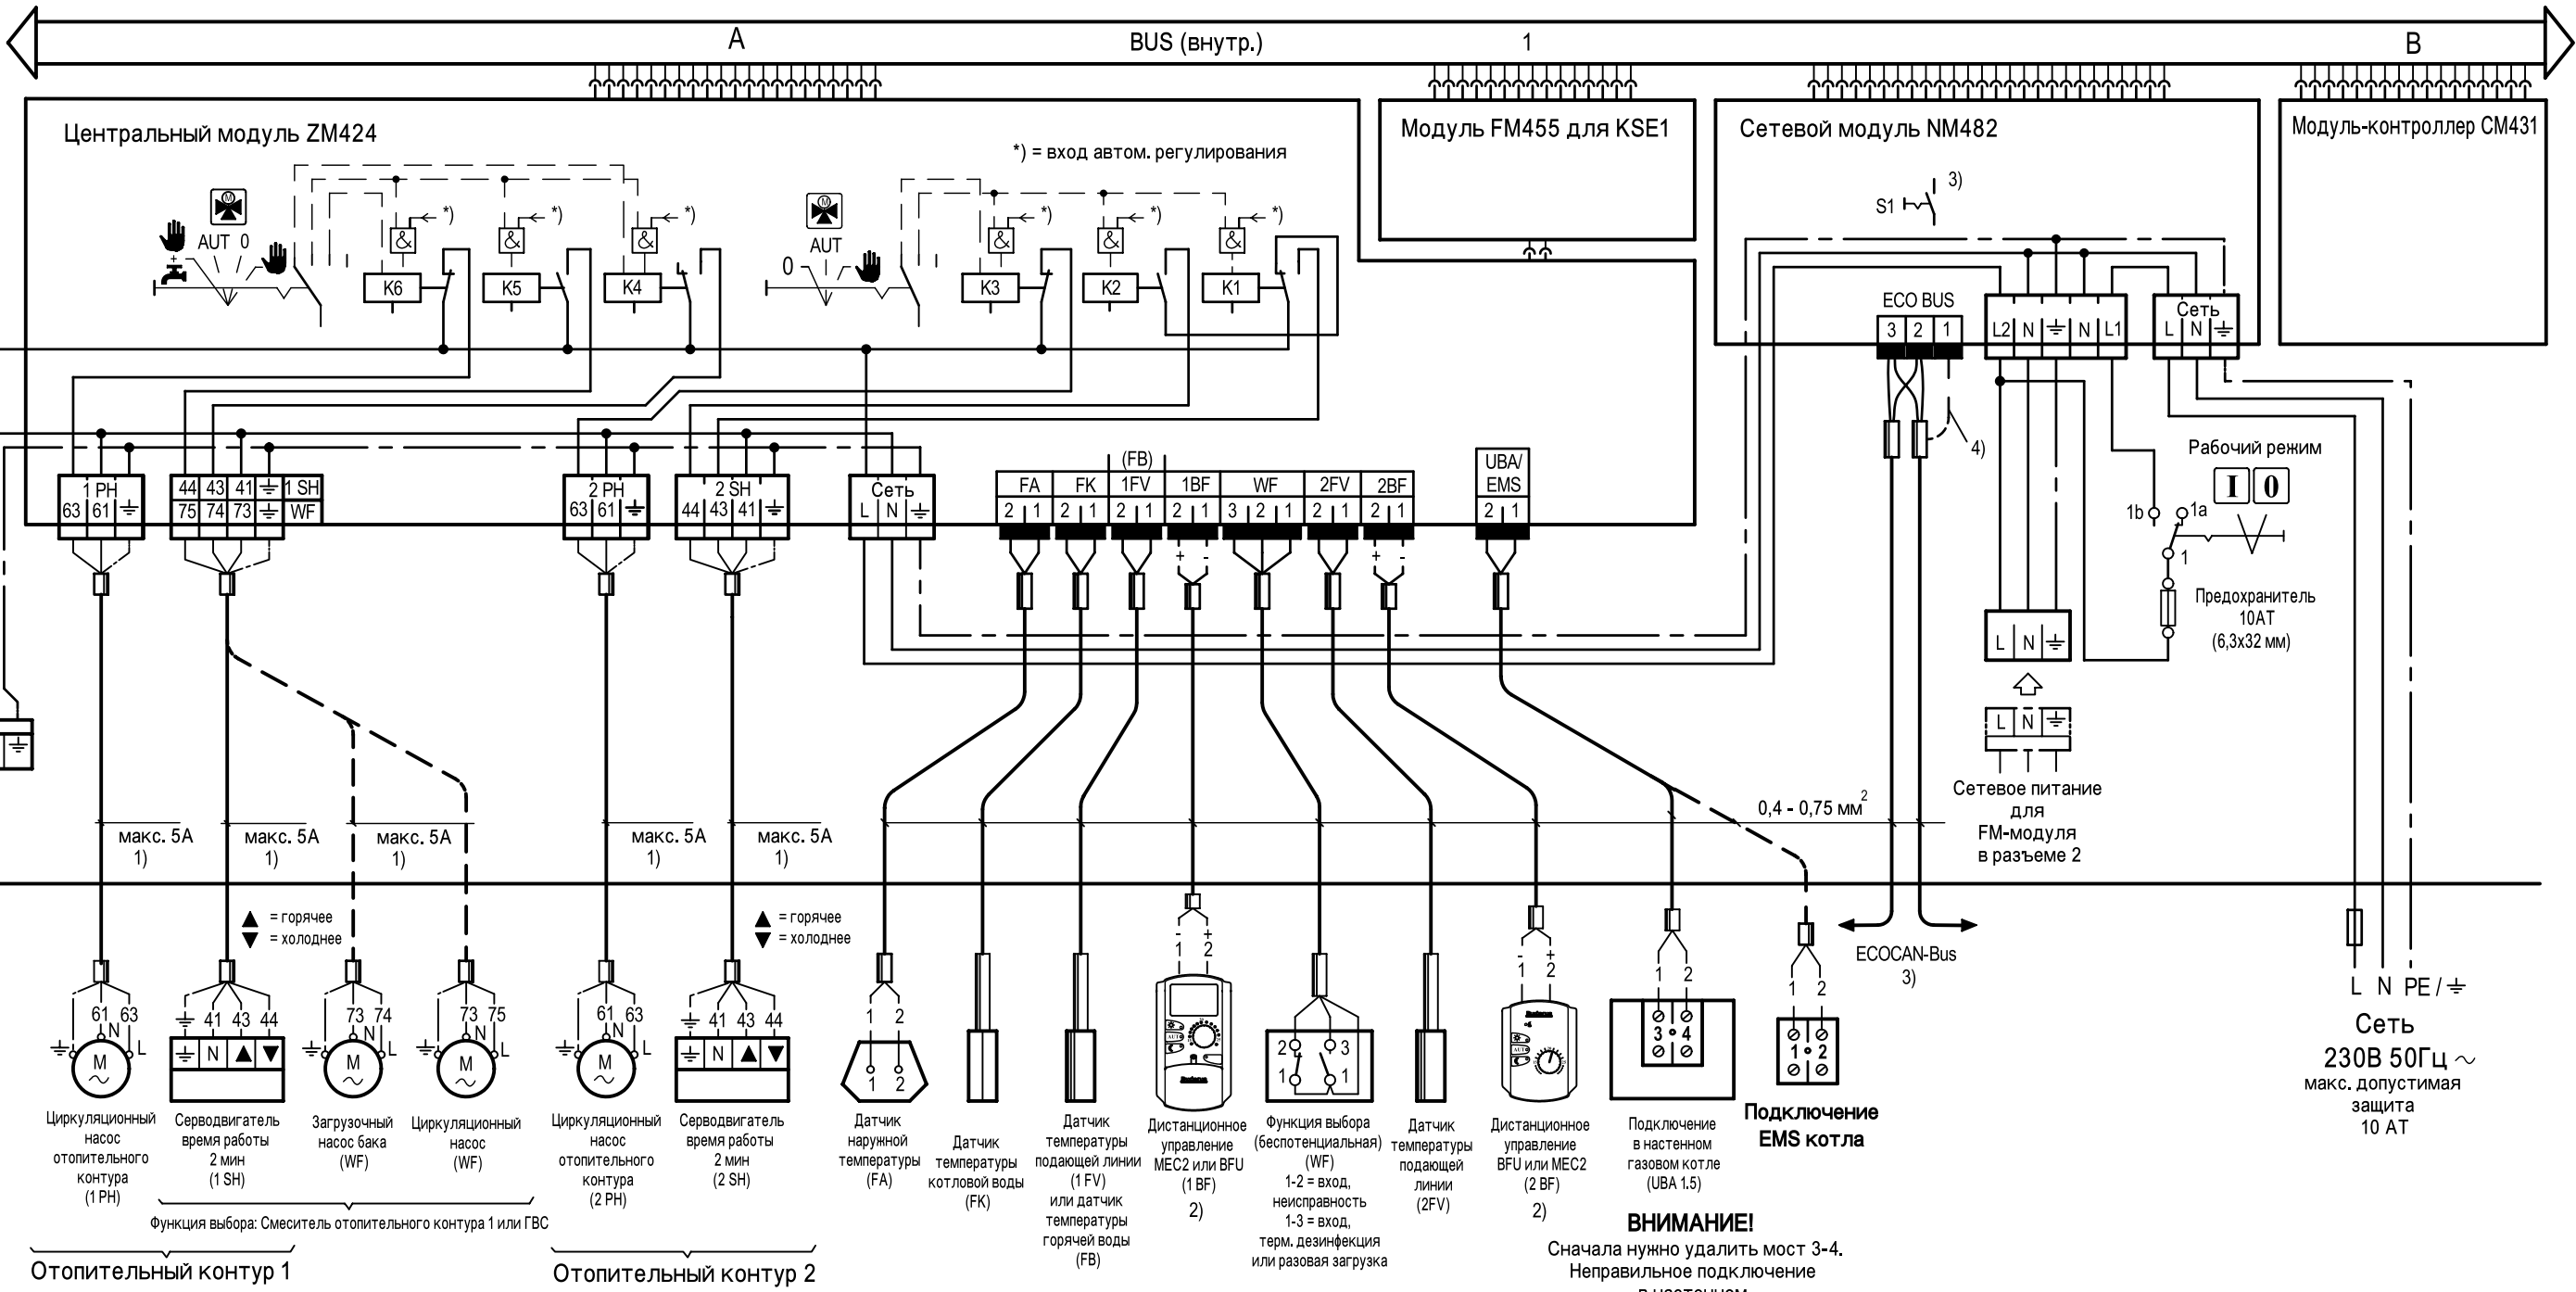 A BUS (внутр.) 1 B
Центральный модуль ZM424
*) = вход автом. регулирования
Модуль FM455 для KSE1
Сетевой модуль NM482
Модуль-контроллер CM431
3)
S1
*) *) *) *) *) *)
AUT 0
+
AUT
0
& & & & & &
K6 K5 K4 K3 K2 K1
ECO BUS
3 2 1
L2 N N L1
Сеть
L N
4)
Рабочий режим
I 0
1b 1a
1
Предохранитель
10АТ
(6,3х32 мм)
1 PH
63 61
44 43 41 1 SH
75 74 73 WF
2 PH
63 61
2 SH
44 43 41
Сеть
L N
(FB)
FA FK 1FV 1BF WF 2FV 2BF
2 1 2 1 2 1 2 1 3 2 1 2 1 2 1
UBA/
EMS
2 1
+ - + -
L N
L N
Сетевое питание
для
FM-модуля
в разъеме 2
0,4 - 0,75 мм2
макс. 5А
1)
макс. 5А
1)
макс. 5А
1)
макс. 5А
1)
макс. 5А
1)
= горячее
= холоднее
= горячее
= холоднее
61 63
N
L
M
41 43 44
N
73 74
N
L
M
73 75
N
L
M
61 63
N
L
M
41 43 44
N
1 2
1 2
- +
1 2
2 3
1 1
- +
1 2
1 2
3 4
1 2
1 2
ECOCAN-Bus
3)
L N PE /
Сеть
230В 50Гц ~
макс. допустимая
защита
10 АТ
Циркуляционный
насос
отопительного
контура
(1 PH)
Серводвигатель
время работы
2 мин
(1 SH)
Загрузочный
насос бака
(WF)
Циркуляционный
насос
(WF)
Функция выбора: Смеситель отопительного контура 1 или ГВС
Отопительный контур 1
Циркуляционный
насос
отопительного
контура
(2 PH)
Серводвигатель
время работы
2 мин
(2 SH)
Отопительный контур 2
Датчик
наружной
температуры
(FA)
Датчик
температуры
котловой воды
(FK)
Датчик
температуры
подающей линии
(1 FV)
или датчик
температуры
горячей воды
(FB)
Дистанционное
управление
MEC2 или BFU
(1 BF)
2)
Функция выбора
(беспотенциальная)
(WF)
1-2 = вход,
неисправность
1-3 = вход,
терм. дезинфекция
или разовая загрузка
Датчик
температуры
подающей
линии
(2FV)
Дистанционное
управление
BFU или MEC2
(2 BF)
2)
Подключение
в настенном
газовом котле
(UBA 1.5)
Подключение
EMS котла
ВНИМАНИЕ!
Сначала нужно удалить мост 3-4.
Неправильное подключение